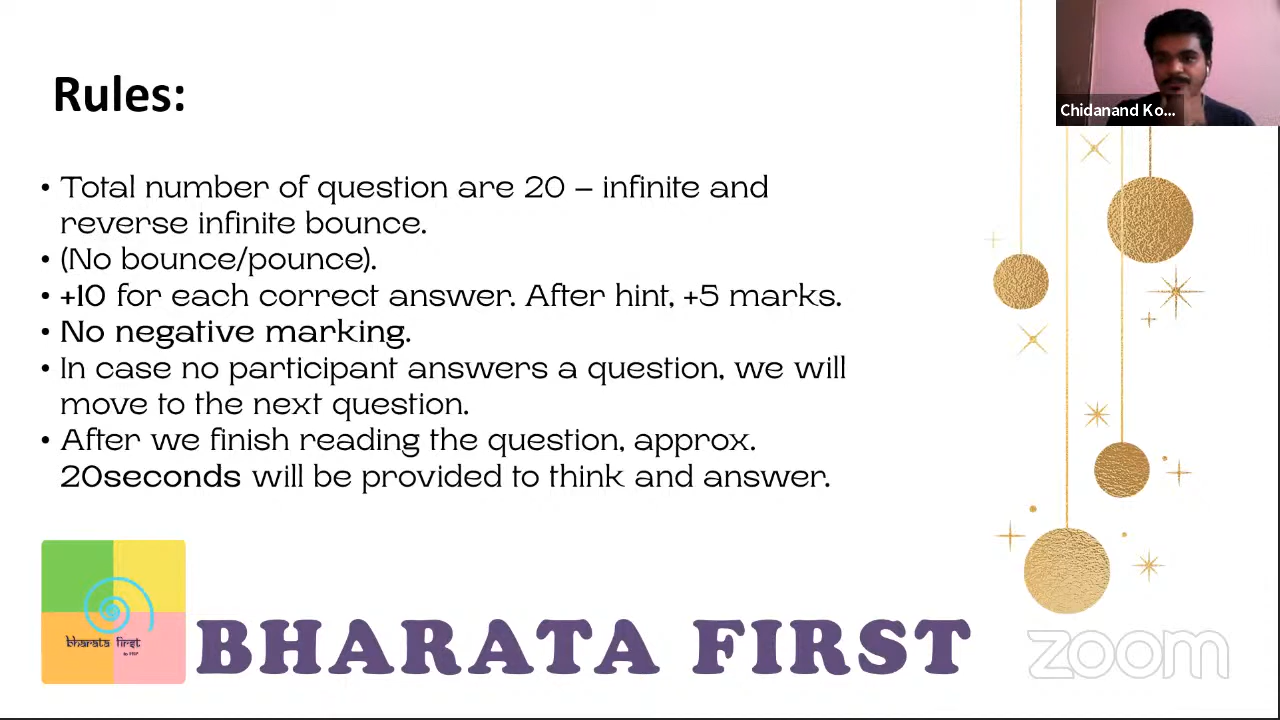 Rules:
Chidanand Ko...
• Total number of question are 20 – infinite and
reverse infinite bounce.
• (No bounce/pounce).
• +10 for each correct answer. After hint, +5 marks.
• No negative marking.
• In case no participant answers a question, we will
move to the next question.
• After we finish reading the question, approx.
20seconds will be provided to think and answer.
bharata first
BHARATA FIRST
zoom